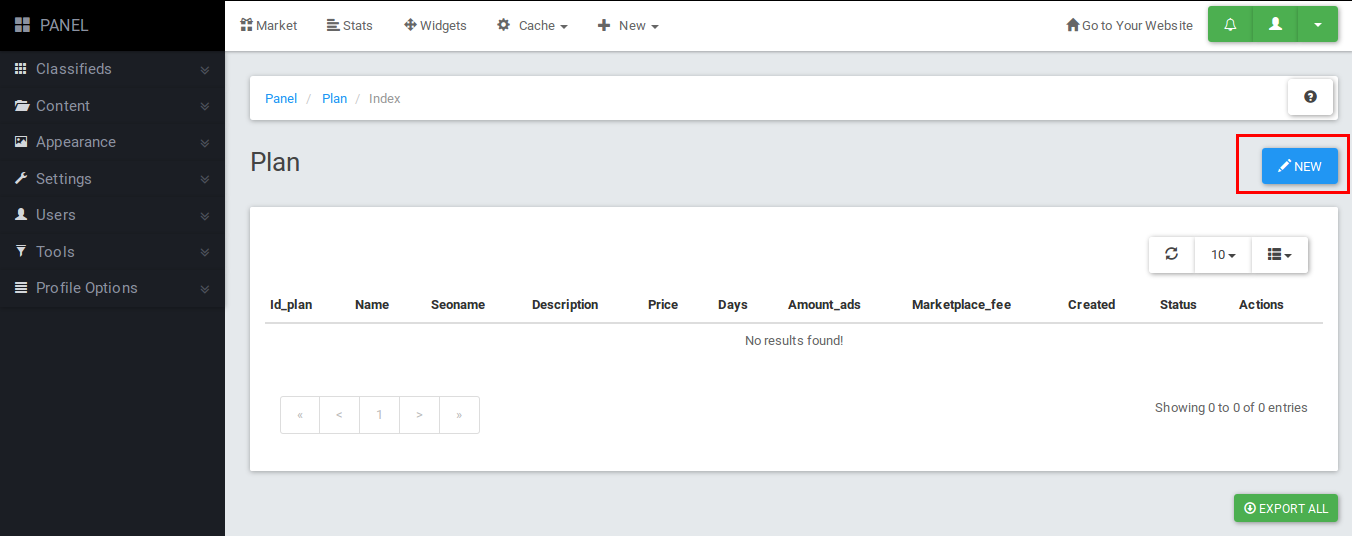 PANEL
Market Stats Widgets Cache New Go to Your Website
Classifieds
Content
Appearance
Settings
Users
Tools
Profile Options
Panel / Plan / Index
Plan
NEW
10
Id_plan Name Seoname Description Price Days Amount_ads Marketplace_fee Created Status Actions
No results found!
« < 1 > »
Showing 0 to 0 of 0 entries
EXPORT ALL